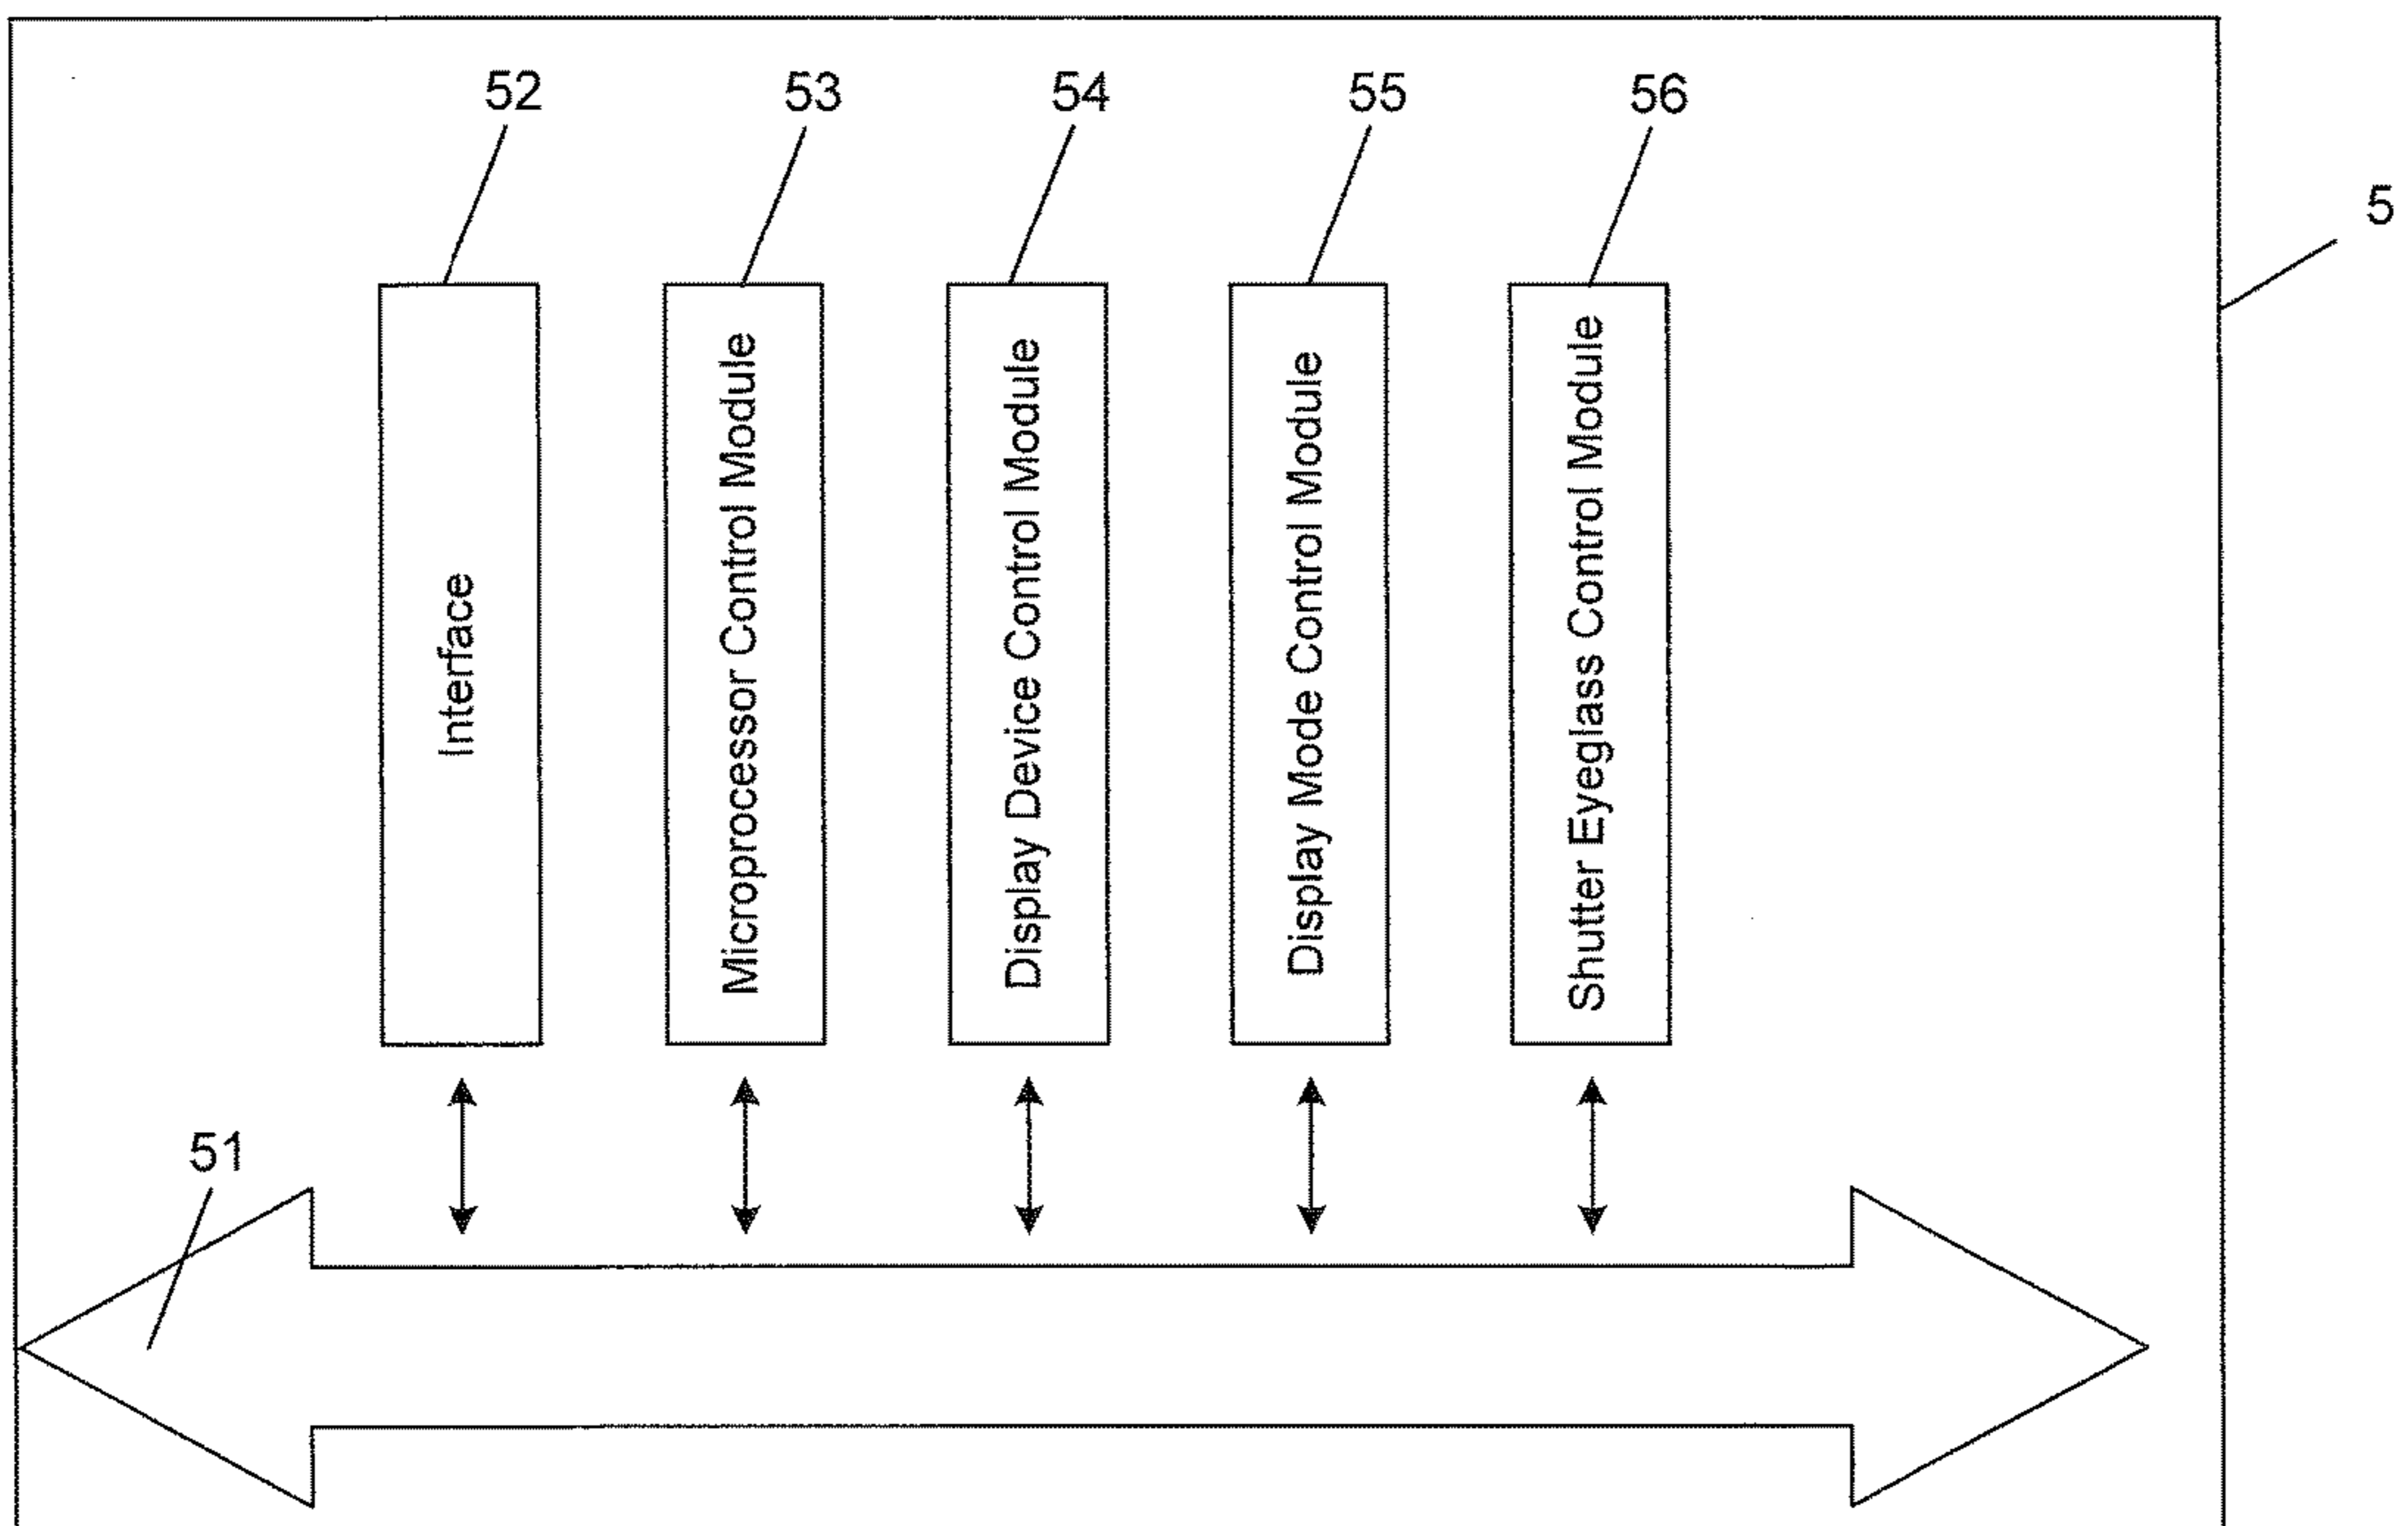 52
53
54
55
56
5
Interface
Microprocessor Control Module
Display Device Control Module
Display Mode Control Module
Shutter Eyeglass Control Module
51